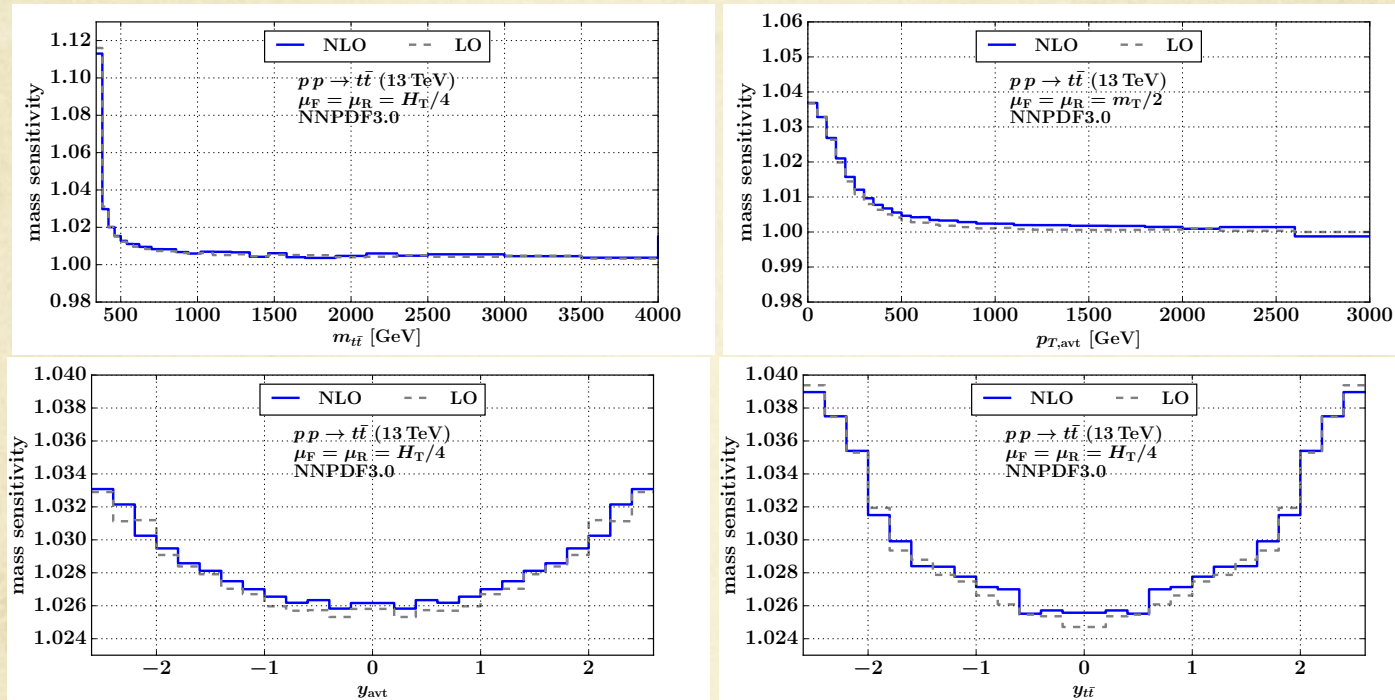 1.12
1.10
1.08
1.06
1.04
1.02
1.00
0.98
mass sensitivity
NLO LO
p p → tt̄ (13 TeV)
μF = μR = HT/4
NNPDF3.0
500 1000 1500 2000 2500 3000 3500 4000
mtt̄ [GeV]
1.06
1.05
1.04
1.03
1.02
1.01
1.00
0.99
0.98
mass sensitivity
NLO LO
p p → tt̄ (13 TeV)
μF = μR = mT/2
NNPDF3.0
0 500 1000 1500 2000 2500 3000
pT,avt [GeV]
1.040
1.038
1.036
1.034
1.032
1.030
1.028
1.026
1.024
mass sensitivity
NLO LO
p p → tt̄ (13 TeV)
μF = μR = HT/4
NNPDF3.0
−2 −1 0 1 2
yavt
1.040
1.038
1.036
1.034
1.032
1.030
1.028
1.026
1.024
mass sensitivity
NLO LO
p p → tt̄ (13 TeV)
μF = μR = HT/4
NNPDF3.0
−2 −1 0 1 2
ytt̄